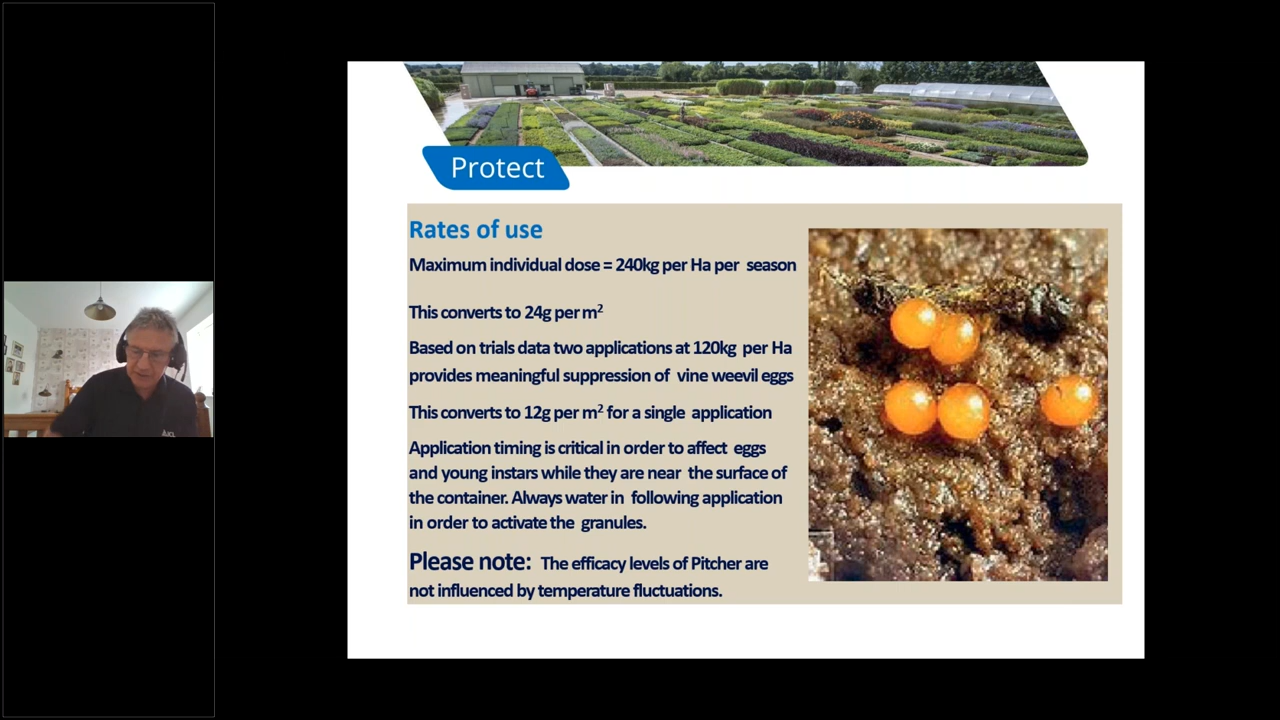 Protect
Rates of use
Maximum individual dose = 240kg per Ha per season
This converts to 24g per m²
Based on trials data two applications at 120kg per Ha
provides meaningful suppression of vine weevil eggs
This converts to 12g per m² for a single application
Application timing is critical in order to affect eggs
and young instars while they are near the surface of
the container. Always water in following application
in order to activate the granules.
Please note: The efficacy levels of Pitcher are
not influenced by temperature fluctuations.